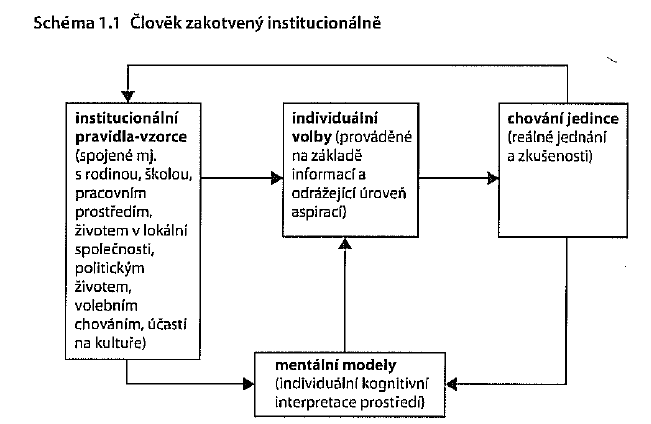 Schéma 1.1 Člověk zakotvený institucionálně
institucionální
pravidla-vzorce
(spojené mj.
s rodinou, školou,
pracovním
prostředím,
životem v lokální
společnosti,
politickým
životem,
volebním
chováním, účastí
na kultuře)
individuální
volby (prováděné
na základě
informací a
odrážející úroveň
aspirací)
chování jedince
(reálné jednání
a zkušenosti)
mentální modely
(individuální kognitivní
interpretace prostředí)